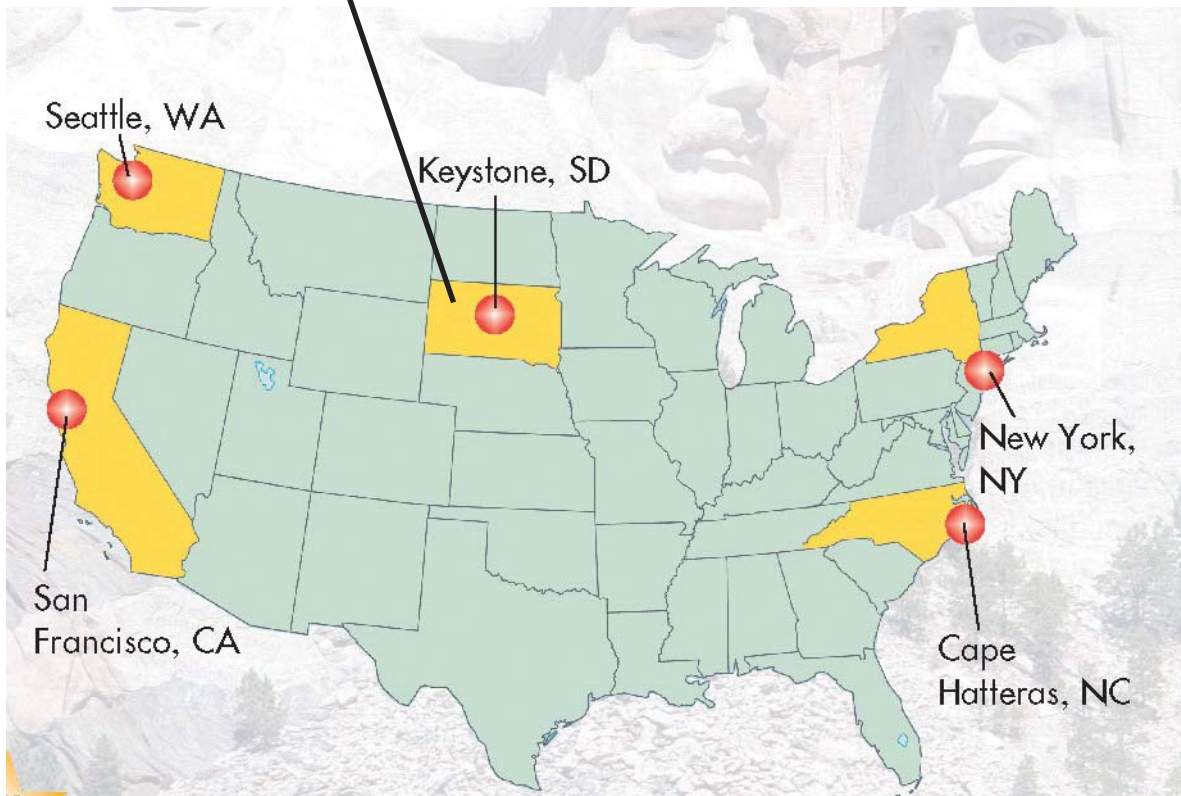 Seattle, WA
Keystone, SD
New York,
NY
San
Francisco, CA
Cape
Hatteras, NC